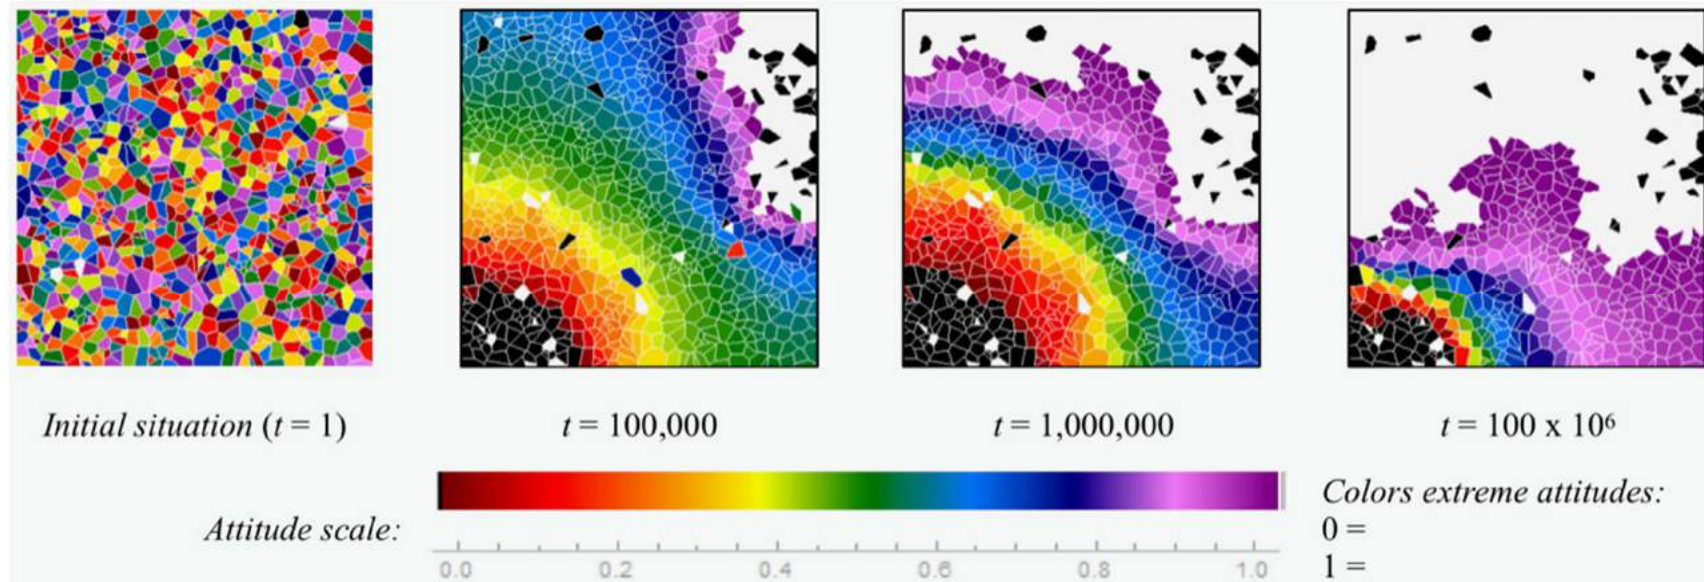 Initial situation (t = 1)
t = 100,000
t = 1,000,000
t = 100 x 10⁶
Attitude scale:
0.0 0.2 0.4 0.6 0.8 1.0
Colors extreme attitudes:
0 =
1 =